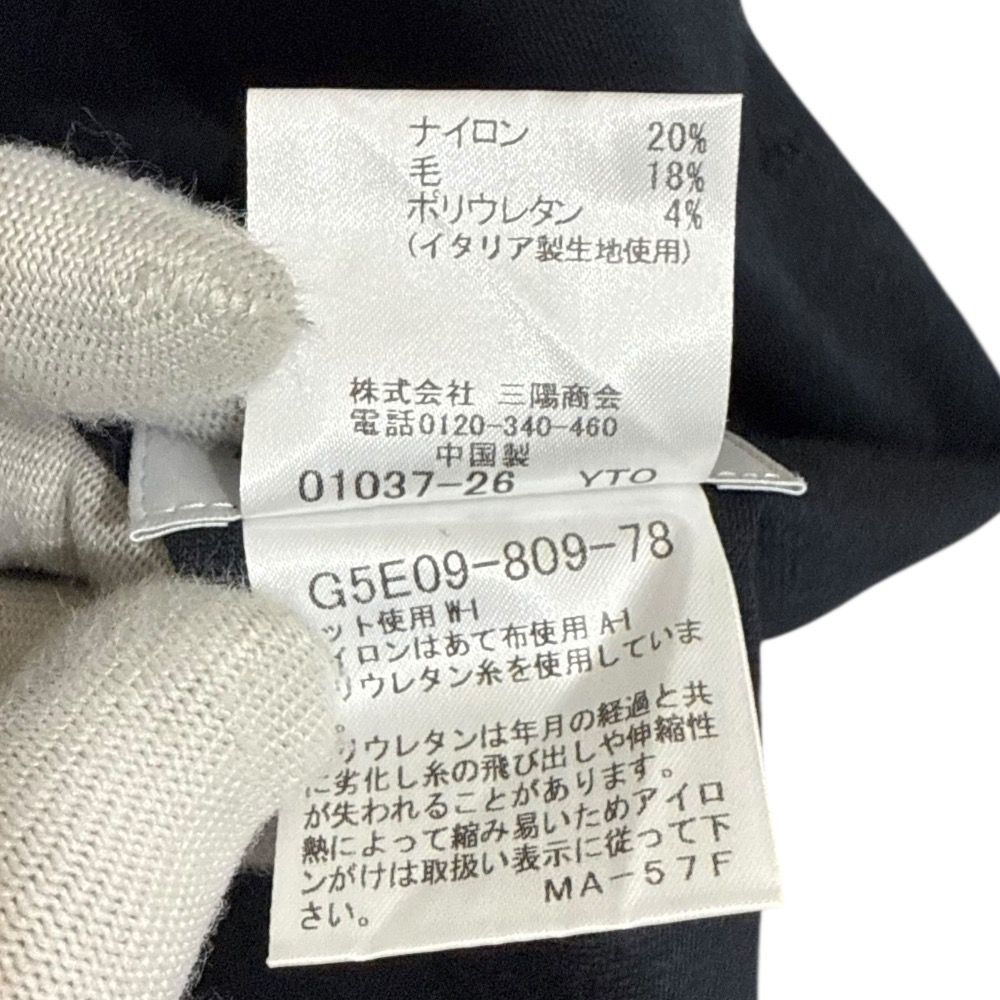 ナイロン 20%
毛 18%
ポリウレタン 4%
(イタリア製生地使用)
株式会社 三陽商会
電話0120-340-460
中国製
01037-26 YTO
G5E09-809-78
ット使用 W-1
イロンはあて布使用 A-1
リウレタン糸を使用していま
。
リウレタンは年月の経過と共
に劣化し糸の飛び出しや伸縮性
が失われることがあります。
熱によって縮み易いためアイロ
ンがけは取扱い表示に従って下
さい。 MA-57F